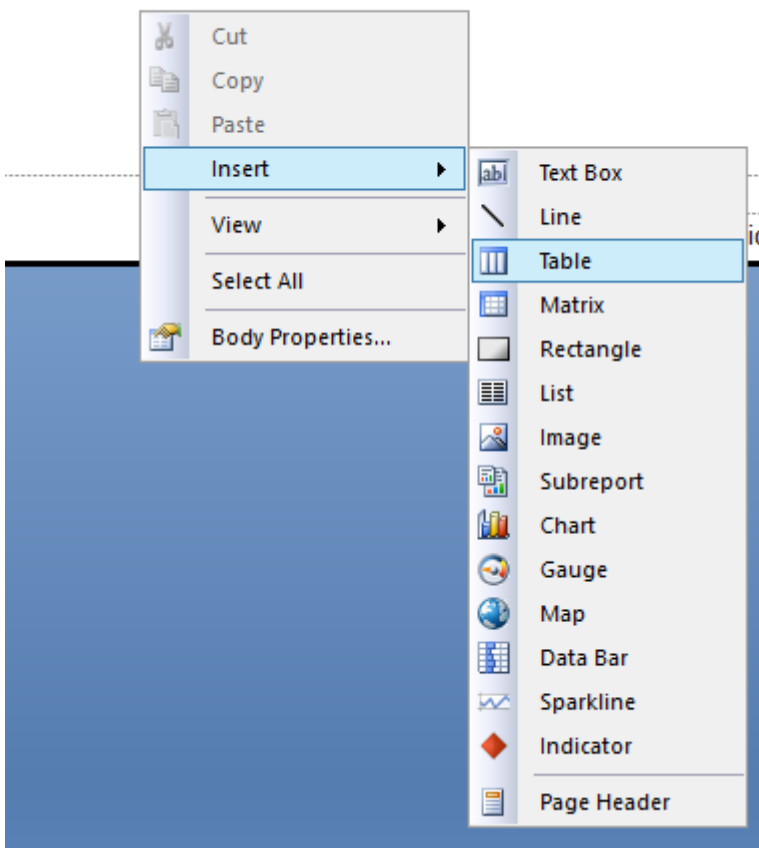 Cut
Copy
Paste
Insert
View
Select All
Body Properties...
abl
Text Box
Line
Table
Matrix
Rectangle
List
Image
Subreport
Chart
Gauge
Map
Data Bar
Sparkline
Indicator
Page Header